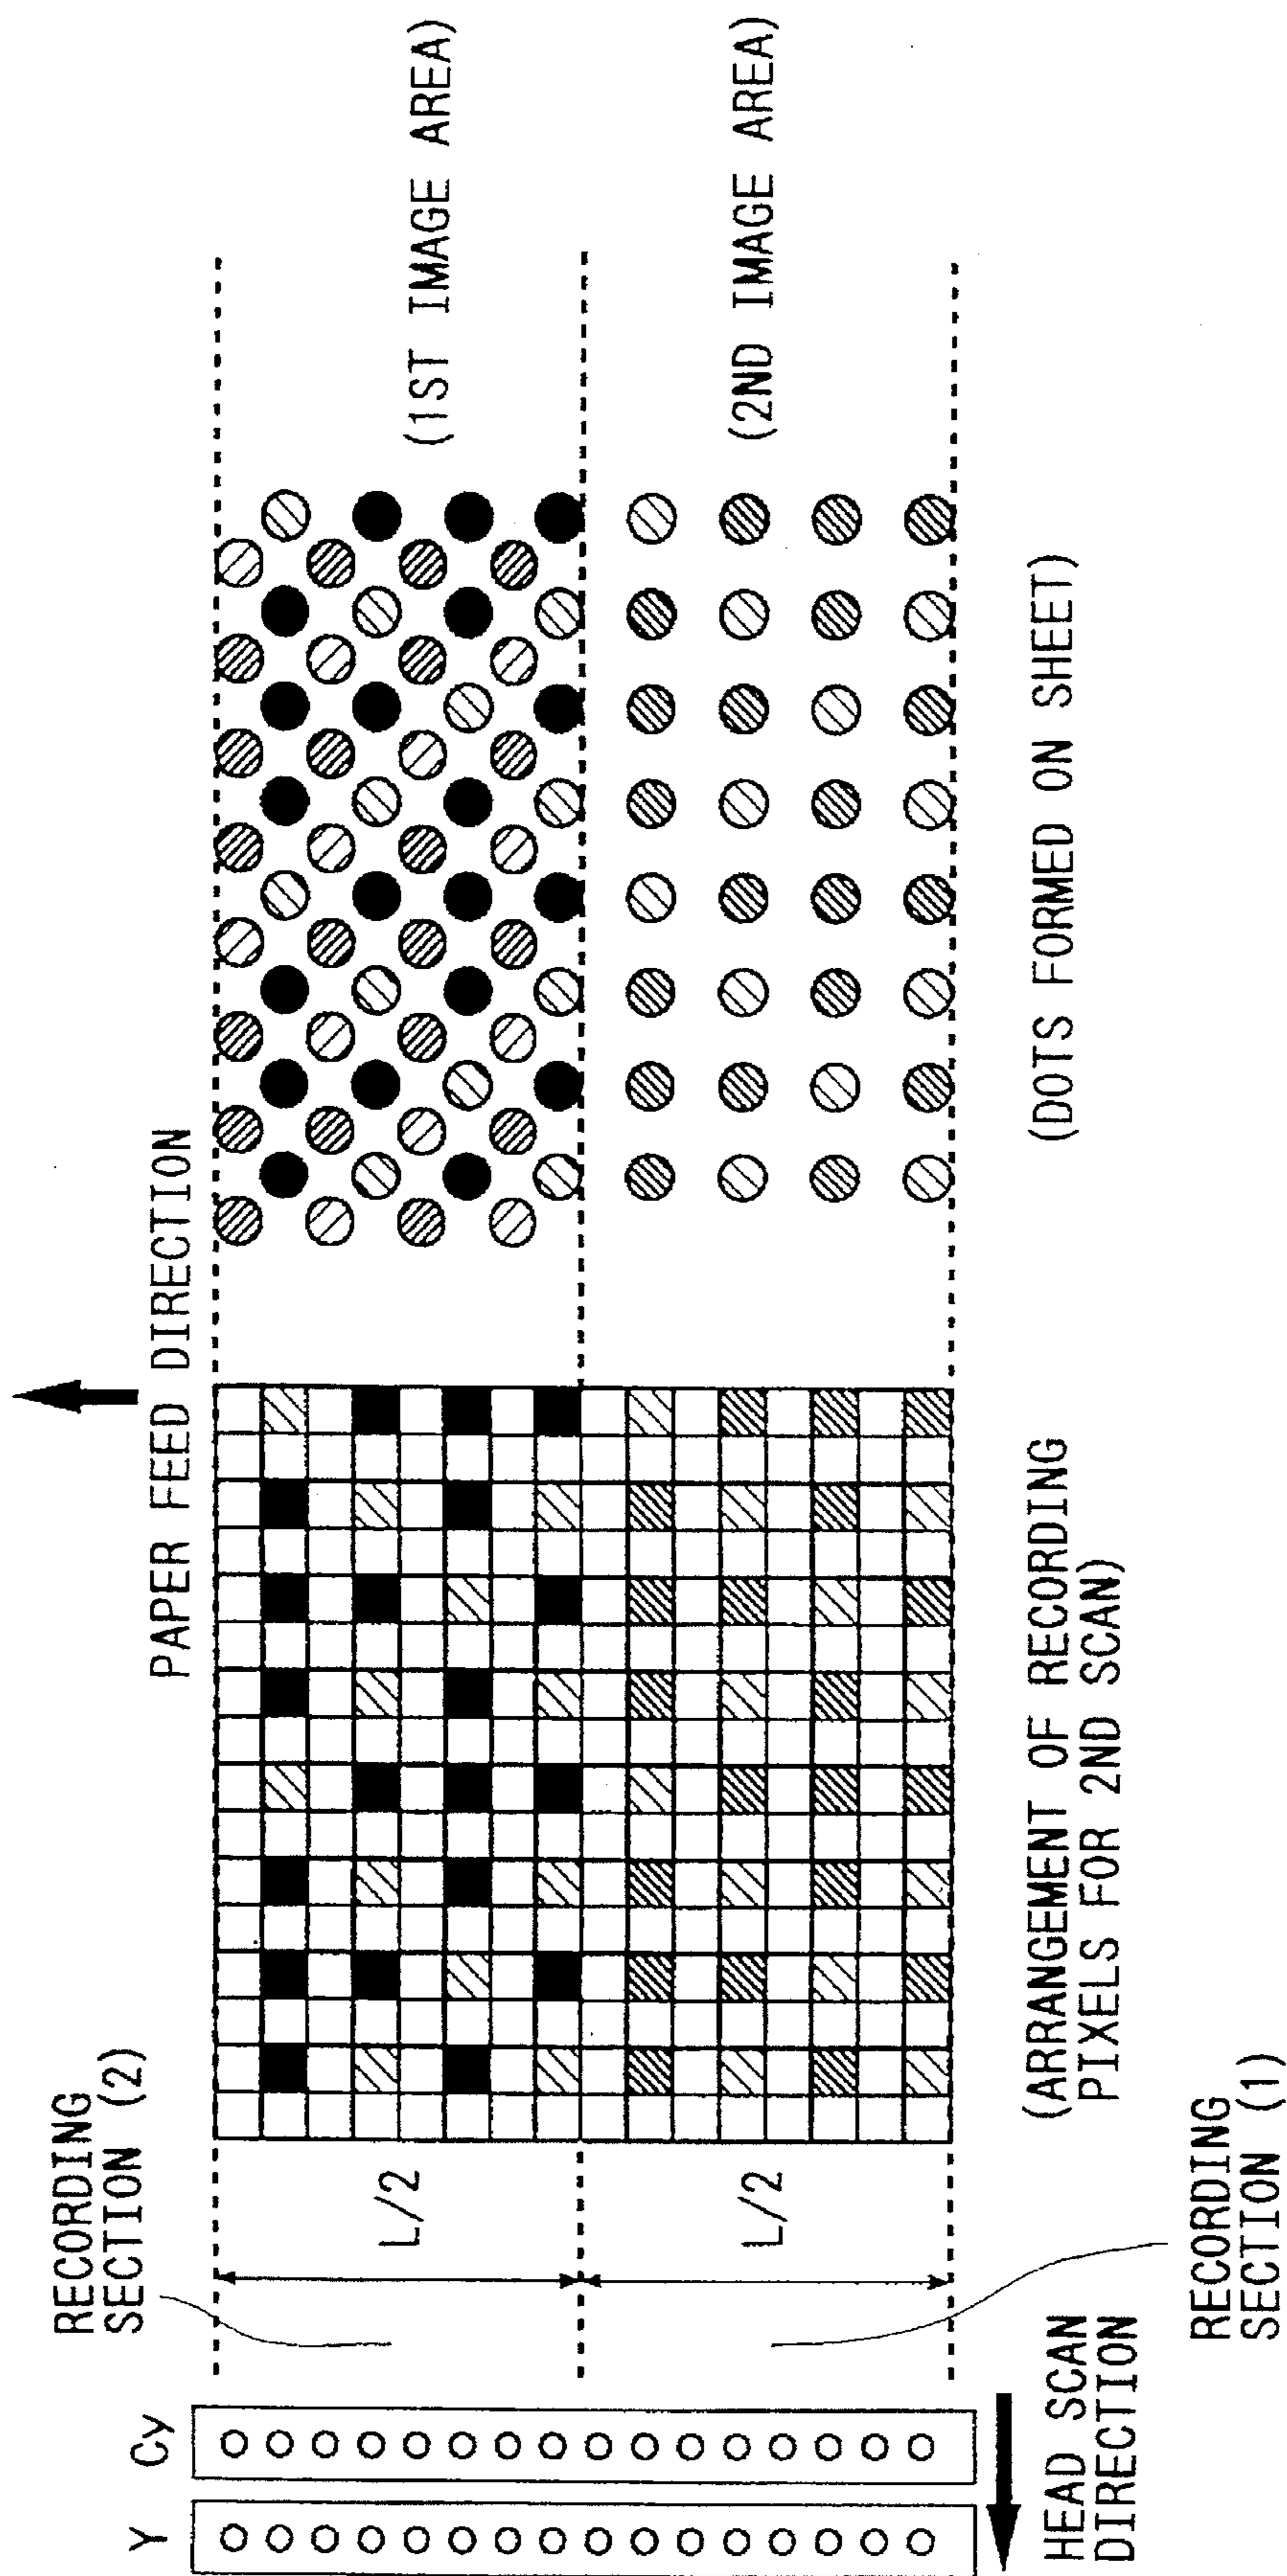 Y
Cy
HEAD SCAN
DIRECTION
RECORDING
SECTION (2)
L/2
L/2
RECORDING
SECTION (1)
PAPER FEED DIRECTION
(ARRANGEMENT OF RECORDING
PIXELS FOR 2ND SCAN)
(1ST IMAGE AREA)
(2ND IMAGE AREA)
(DOTS FORMED ON SHEET)